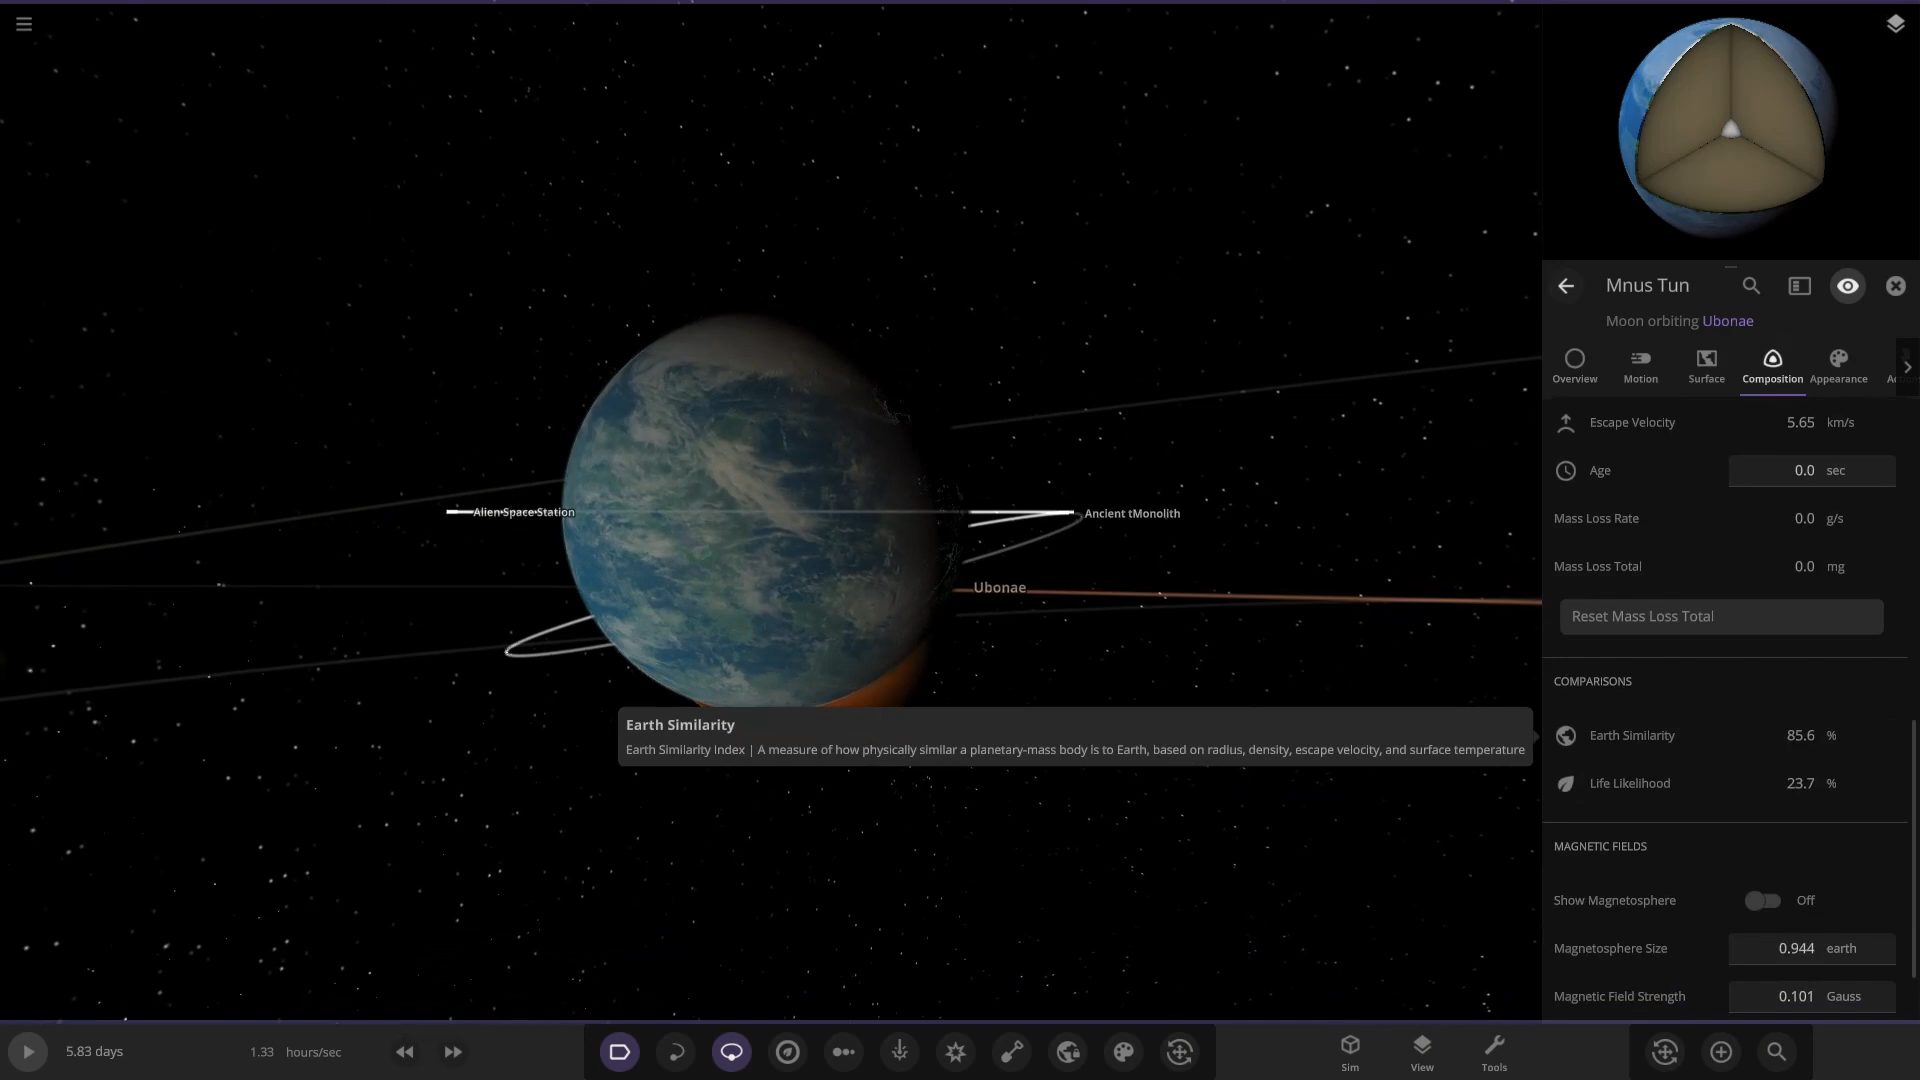 Mnus Tun
Moon orbiting Ubonae
Overview
Motion
Surface
Composition
Appearance
Escape Velocity 5.65 km/s
Age 0.0 sec
Mass Loss Rate 0.0 g/s
Mass Loss Total 0.0 mg
Reset Mass Loss Total
COMPARISONS
Earth Similarity 85.6 %
Life Likelihood 23.7 %
MAGNETIC FIELDS
Show Magnetosphere Off
Magnetosphere Size 0.944 earth
Magnetic Field Strength 0.101 Gauss
Alien Space Station
Ancient tMonolith
Ubonae
Earth Similarity
Earth Similarity Index | A measure of how physically similar a planetary-mass body is to Earth, based on radius, density, escape velocity, and surface temperature
5.83 days
1.33 hours/sec
Sim
View
Tools